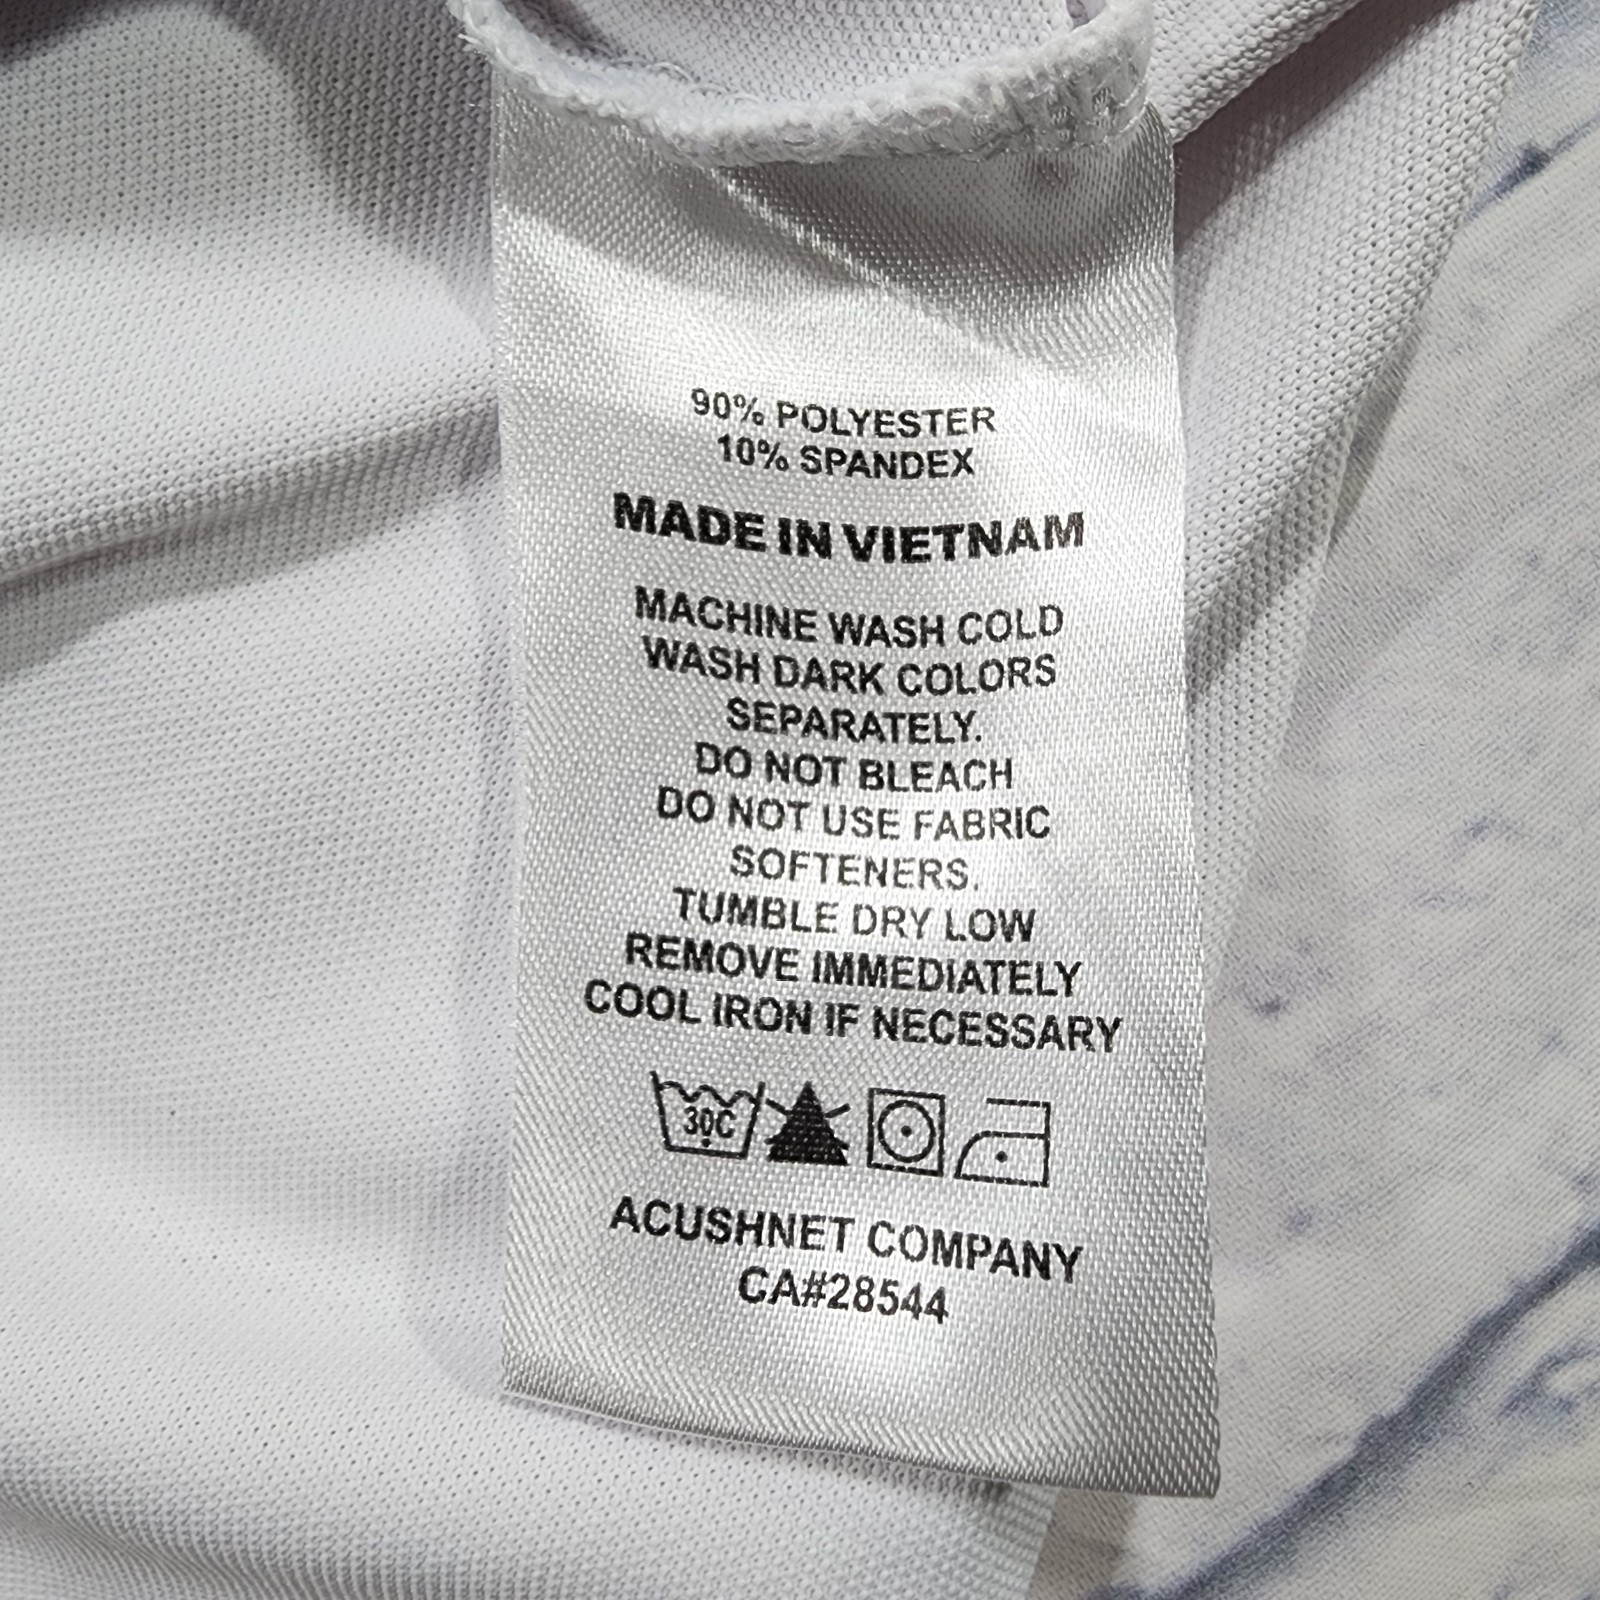 90% POLYESTER
10% SPANDEX
MADE IN VIETNAM
MACHINE WASH COLD
WASH DARK COLORS
SEPARATELY.
DO NOT BLEACH
DO NOT USE FABRIC
SOFTENERS.
TUMBLE DRY LOW
REMOVE IMMEDIATELY
COOL IRON IF NECESSARY
30C
ACUSHNET COMPANY
CA#28544